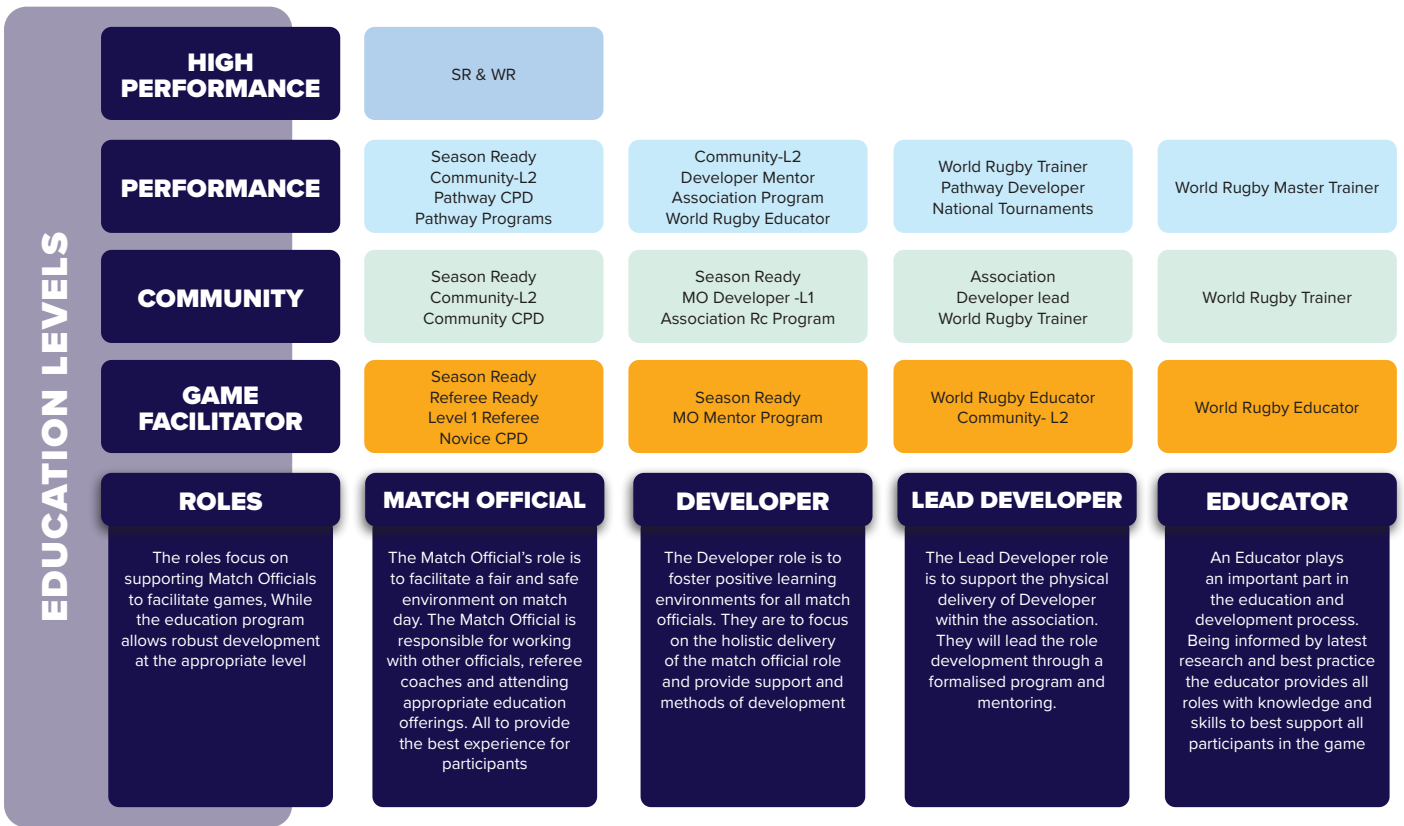 EDUCATION LEVELS
HIGH
PERFORMANCE
SR & WR
PERFORMANCE
Season Ready
Community-L2
Pathway CPD
Pathway Programs
Community-L2
Developer Mentor
Association Program
World Rugby Educator
World Rugby Trainer
Pathway Developer
National Tournaments
World Rugby Master Trainer
COMMUNITY
Season Ready
Community-L2
Community CPD
Season Ready
MO Developer -L1
Association Rc Program
Association
Developer lead
World Rugby Trainer
World Rugby Trainer
GAME
FACILITATOR
Season Ready
Referee Ready
Level 1 Referee
Novice CPD
Season Ready
MO Mentor Program
World Rugby Educator
Community- L2
World Rugby Educator
ROLES
The roles focus on
supporting Match Officials
to facilitate games, While
the education program
allows robust development
at the appropriate level
MATCH OFFICIAL
The Match Official's role is
to facilitate a fair and safe
environment on match
day. The Match Official is
responsible for working
with other officials, referee
coaches and attending
appropriate education
offerings. All to provide
the best experience for
participants
DEVELOPER
The Developer role is to
foster positive learning
environments for all match
officials. They are to focus
on the holistic delivery
of the match official role
and provide support and
methods of development
LEAD DEVELOPER
The Lead Developer role
is to support the physical
delivery of Developer
within the association.
They will lead the role
development through a
formalised program and
mentoring.
EDUCATOR
An Educator plays
an important part in
the education and
development process.
Being informed by latest
research and best practice
the educator provides all
roles with knowledge and
skills to best support all
participants in the game